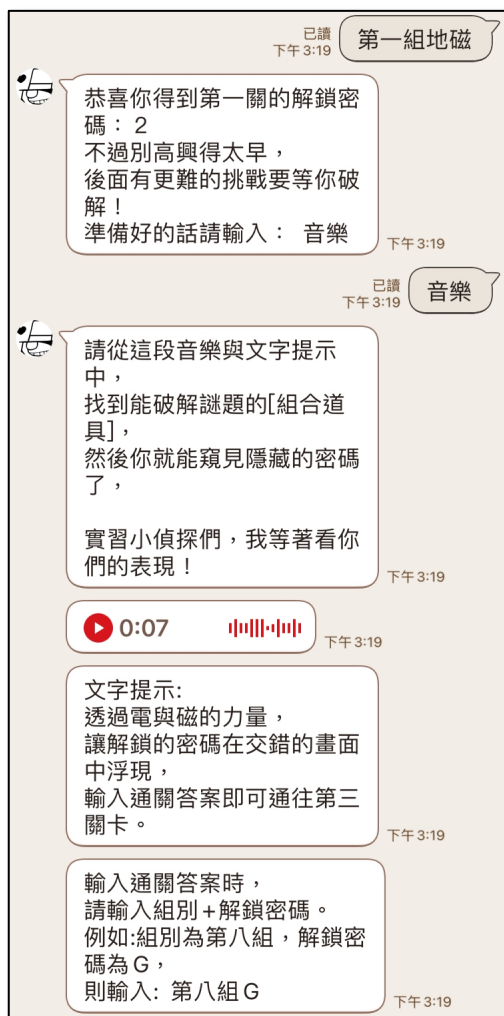 第一組地磁
已讀
下午3:19
恭喜你得到第一關的解鎖密
碼： 2
不過別高興得太早，
後面有更難的挑戰要等你破
解！
準備好的話請輸入： 音樂
下午3:19
音樂
已讀
下午3:19
請從這段音樂與文字提示
中，
找到能破解謎題的[組合道
具]，
然後你就能窺見隱藏的密碼
了，
實習小偵探們，我等著看你
們的表現！
下午3:19
0:07
下午3:19
文字提示:
透過電與磁的力量，
讓解鎖的密碼在交錯的畫面
中浮現，
輸入通關答案即可通往第三
關卡。
下午3:19
輸入通關答案時，
請輸入組別+解鎖密碼。
例如:組別為第八組，解鎖密
碼為G，
則輸入: 第八組G
下午3:19